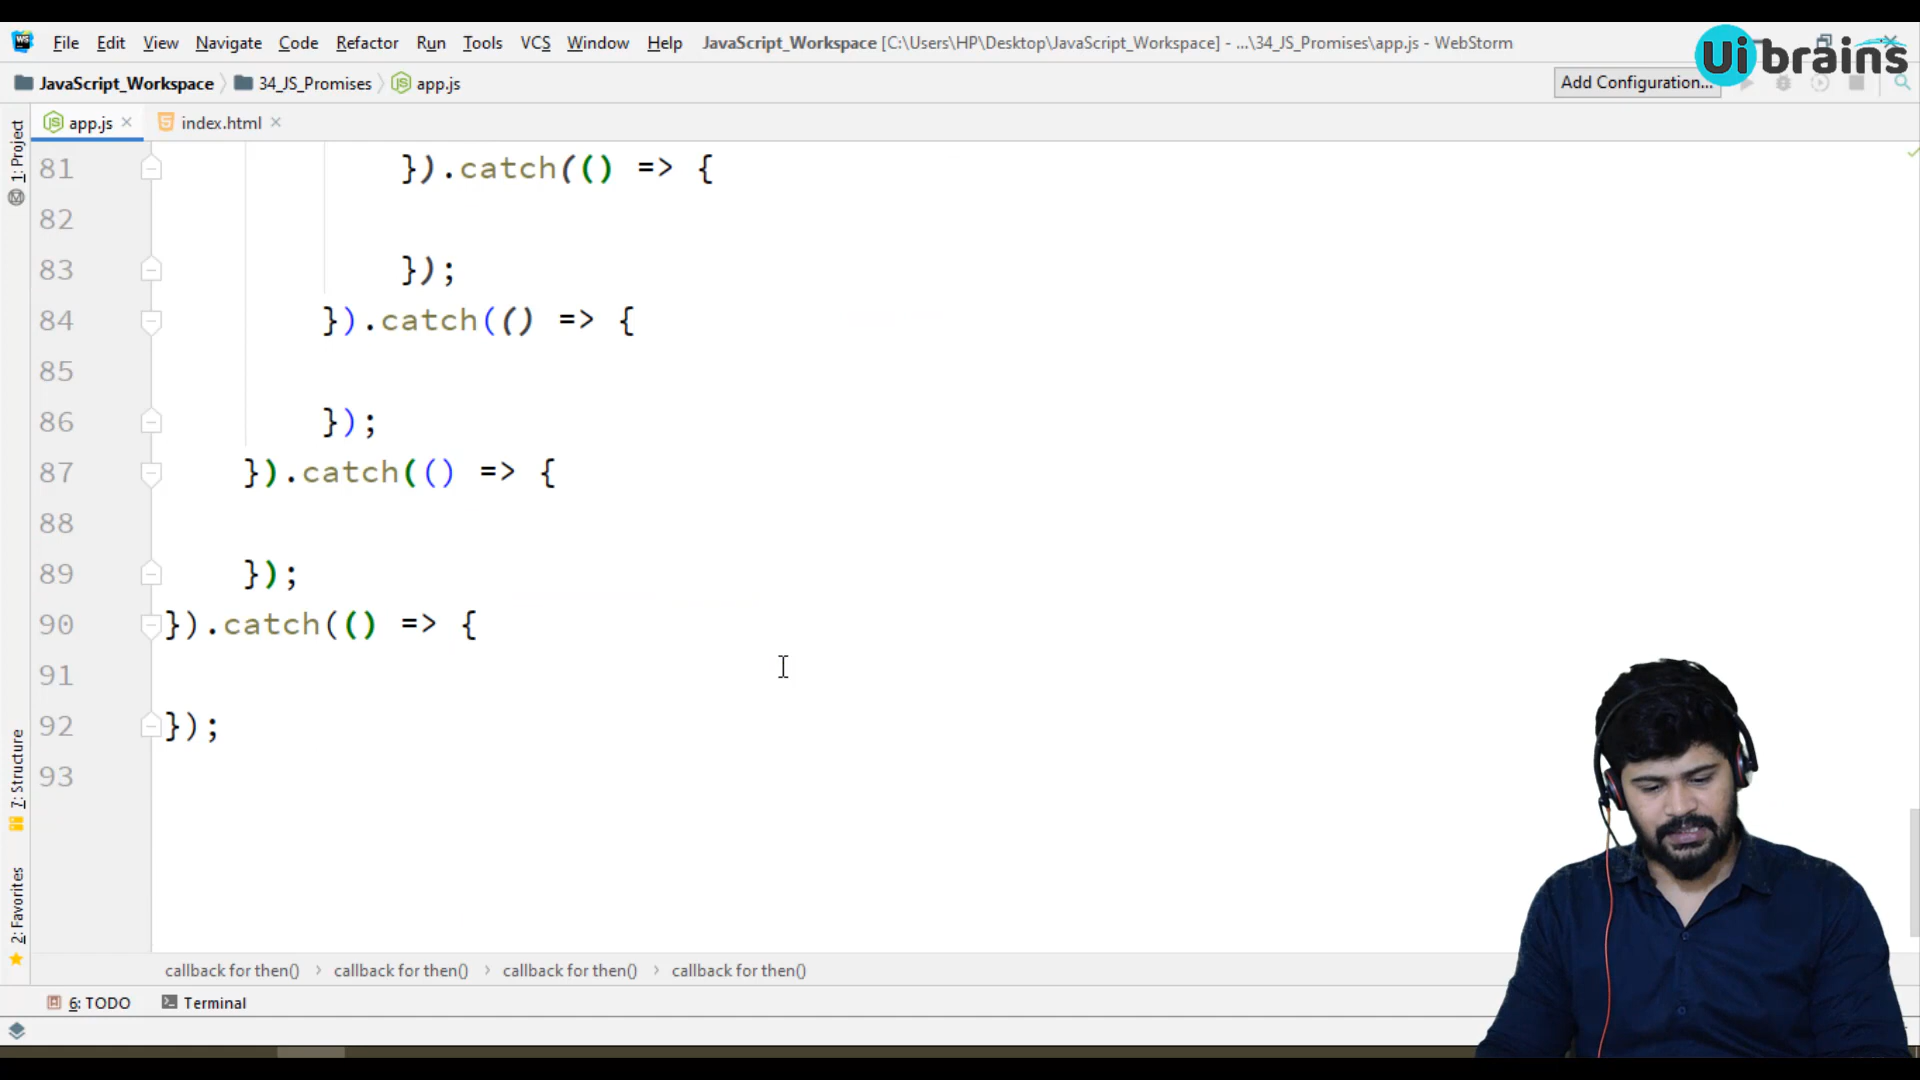 File Edit View Navigate Code Refactor Run Tools VCS Window Help JavaScript_Workspace [C:\Users\HP\Desktop\JavaScript_Workspace] - ...\34_JS_Promises\app.js - WebStorm
Ui brains
JavaScript_Workspace 34_JS_Promises app.js Add Configuration...
app.js index.html
1: Project
7: Structure
2: Favorites
81 }).catch(() => {
82
83 });
84 }).catch(() => {
85
86 });
87 }).catch(() => {
88
89 });
90 }).catch(() => {
91
92 });
93
callback for then() › callback for then() › callback for then() › callback for then()
6: TODO Terminal